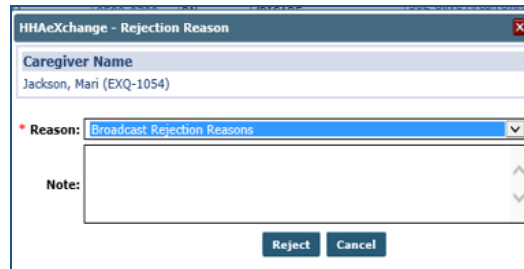 HHAeXchange - Rejection Reason
Caregiver Name
Jackson, Mari (EXQ-1054)
* Reason: Broadcast Rejection Reasons
Note:
Reject Cancel